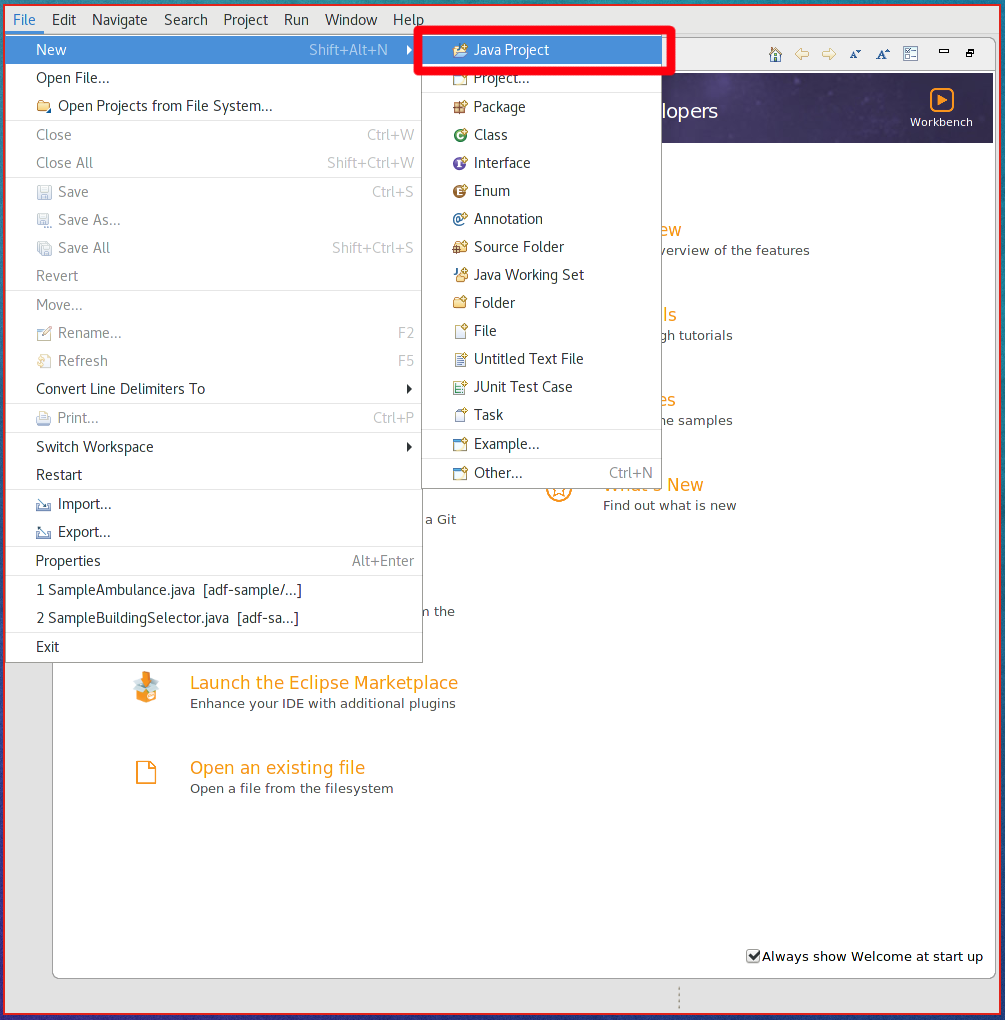 File Edit Navigate Search Project Run Window Help
New Shift+Alt+N
Open File...
Open Projects from File System...
Close Ctrl+W
Close All Shift+Ctrl+W
Save Ctrl+S
Save As...
Save All Shift+Ctrl+S
Revert
Move...
Rename... F2
Refresh F5
Convert Line Delimiters To
Print... Ctrl+P
Switch Workspace
Restart
Import...
Export...
Properties Alt+Enter
1 SampleAmbulance.java [adf-sample/...]
2 SampleBuildingSelector.java [adf-sa...]
Exit
Java Project
Project...
Package
Class
Interface
Enum
Annotation
Source Folder
Java Working Set
Folder
File
Untitled Text File
JUnit Test Case
Task
Example...
Other... Ctrl+N
lopers
Workbench
ew
verview of the features
ls
gh tutorials
es
he samples
What's New
Find out what is new
a Git
m the
Launch the Eclipse Marketplace
Enhance your IDE with additional plugins
Open an existing file
Open a file from the filesystem
Always show Welcome at start up